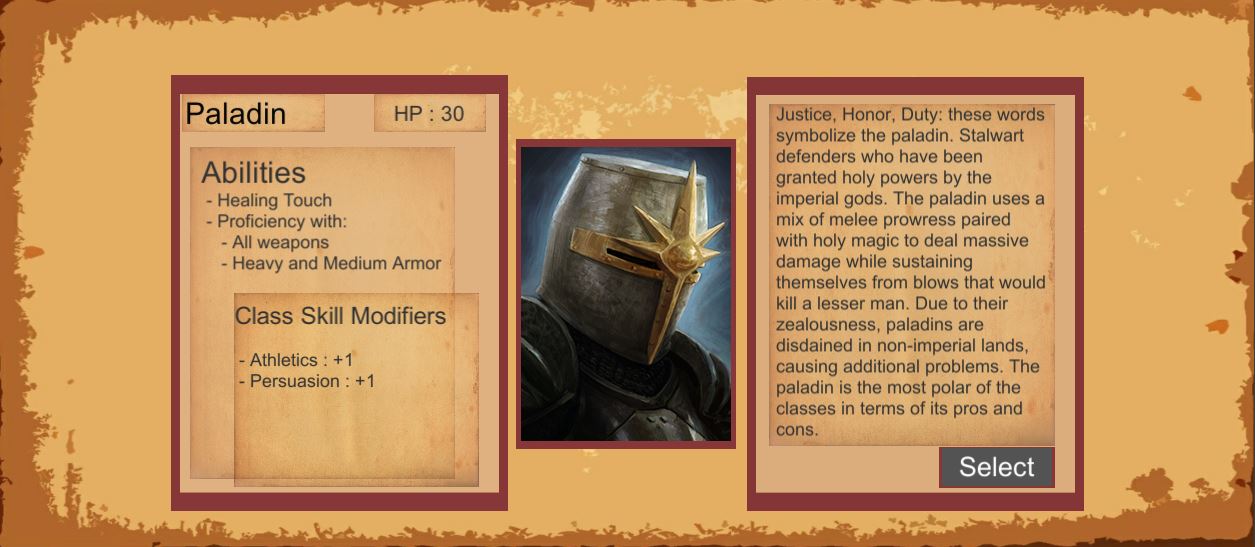 Paladin
HP : 30
Abilities
- Healing Touch
- Proficiency with:
- All weapons
- Heavy and Medium Armor
Class Skill Modifiers
- Athletics : +1
- Persuasion : +1
Justice, Honor, Duty: these words
symbolize the paladin. Stalwart
defenders who have been
granted holy powers by the
imperial gods. The paladin uses a
mix of melee prowress paired
with holy magic to deal massive
damage while sustaining
themselves from blows that would
kill a lesser man. Due to their
zealousness, paladins are
disdained in non-imperial lands,
causing additional problems. The
paladin is the most polar of the
classes in terms of its pros and
cons.
Select